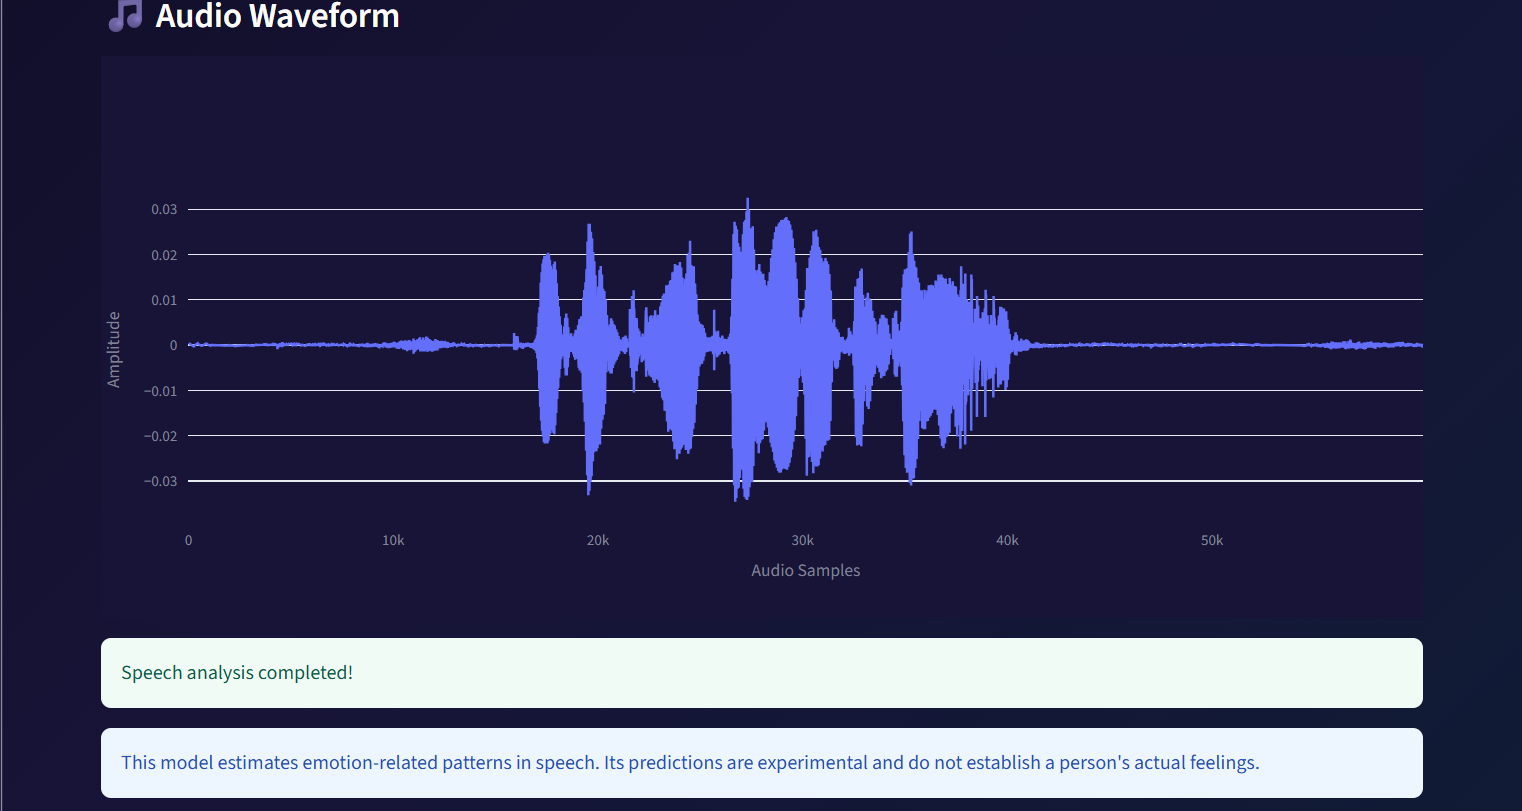 Audio Waveform
0.03
0.02
0.01
0
−0.01
−0.02
−0.03
Amplitude
0 10k 20k 30k 40k 50k
Audio Samples
Speech analysis completed!
This model estimates emotion-related patterns in speech. Its predictions are experimental and do not establish a person's actual feelings.